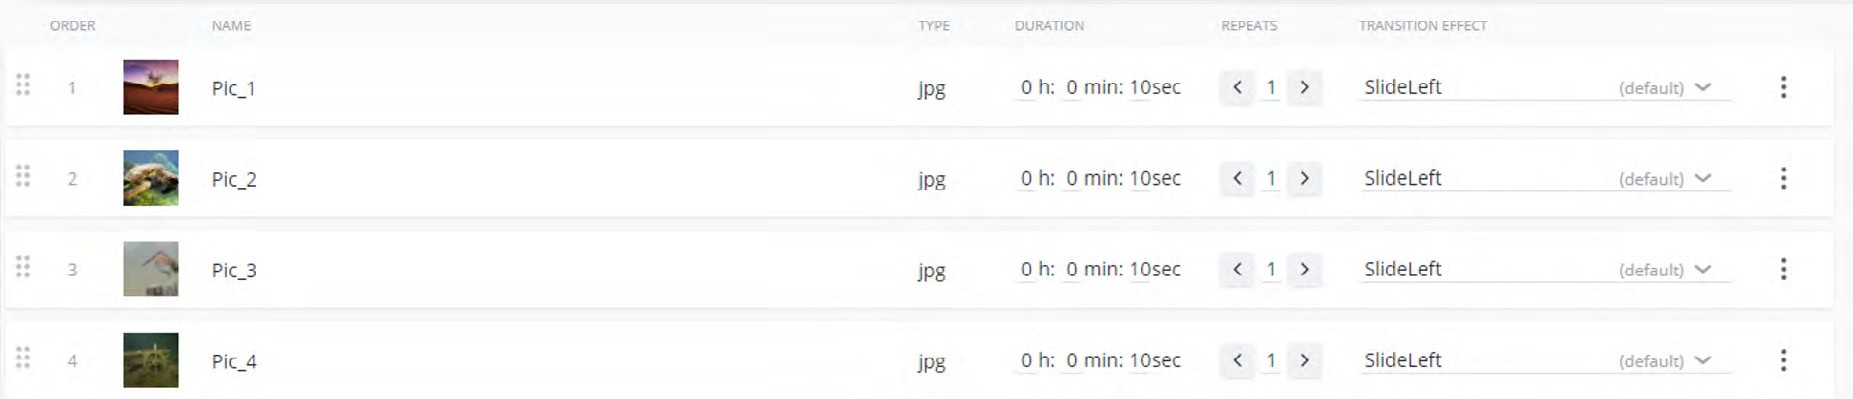 ORDER NAME TYPE DURATION REPEATS TRANSITION EFFECT
1 Pic_1 jpg 0 h: 0 min: 10sec < 1 > SlideLeft (default)
2 Pic_2 jpg 0 h: 0 min: 10sec < 1 > SlideLeft (default)
3 Pic_3 jpg 0 h: 0 min: 10sec < 1 > SlideLeft (default)
4 Pic_4 jpg 0 h: 0 min: 10sec < 1 > SlideLeft (default)